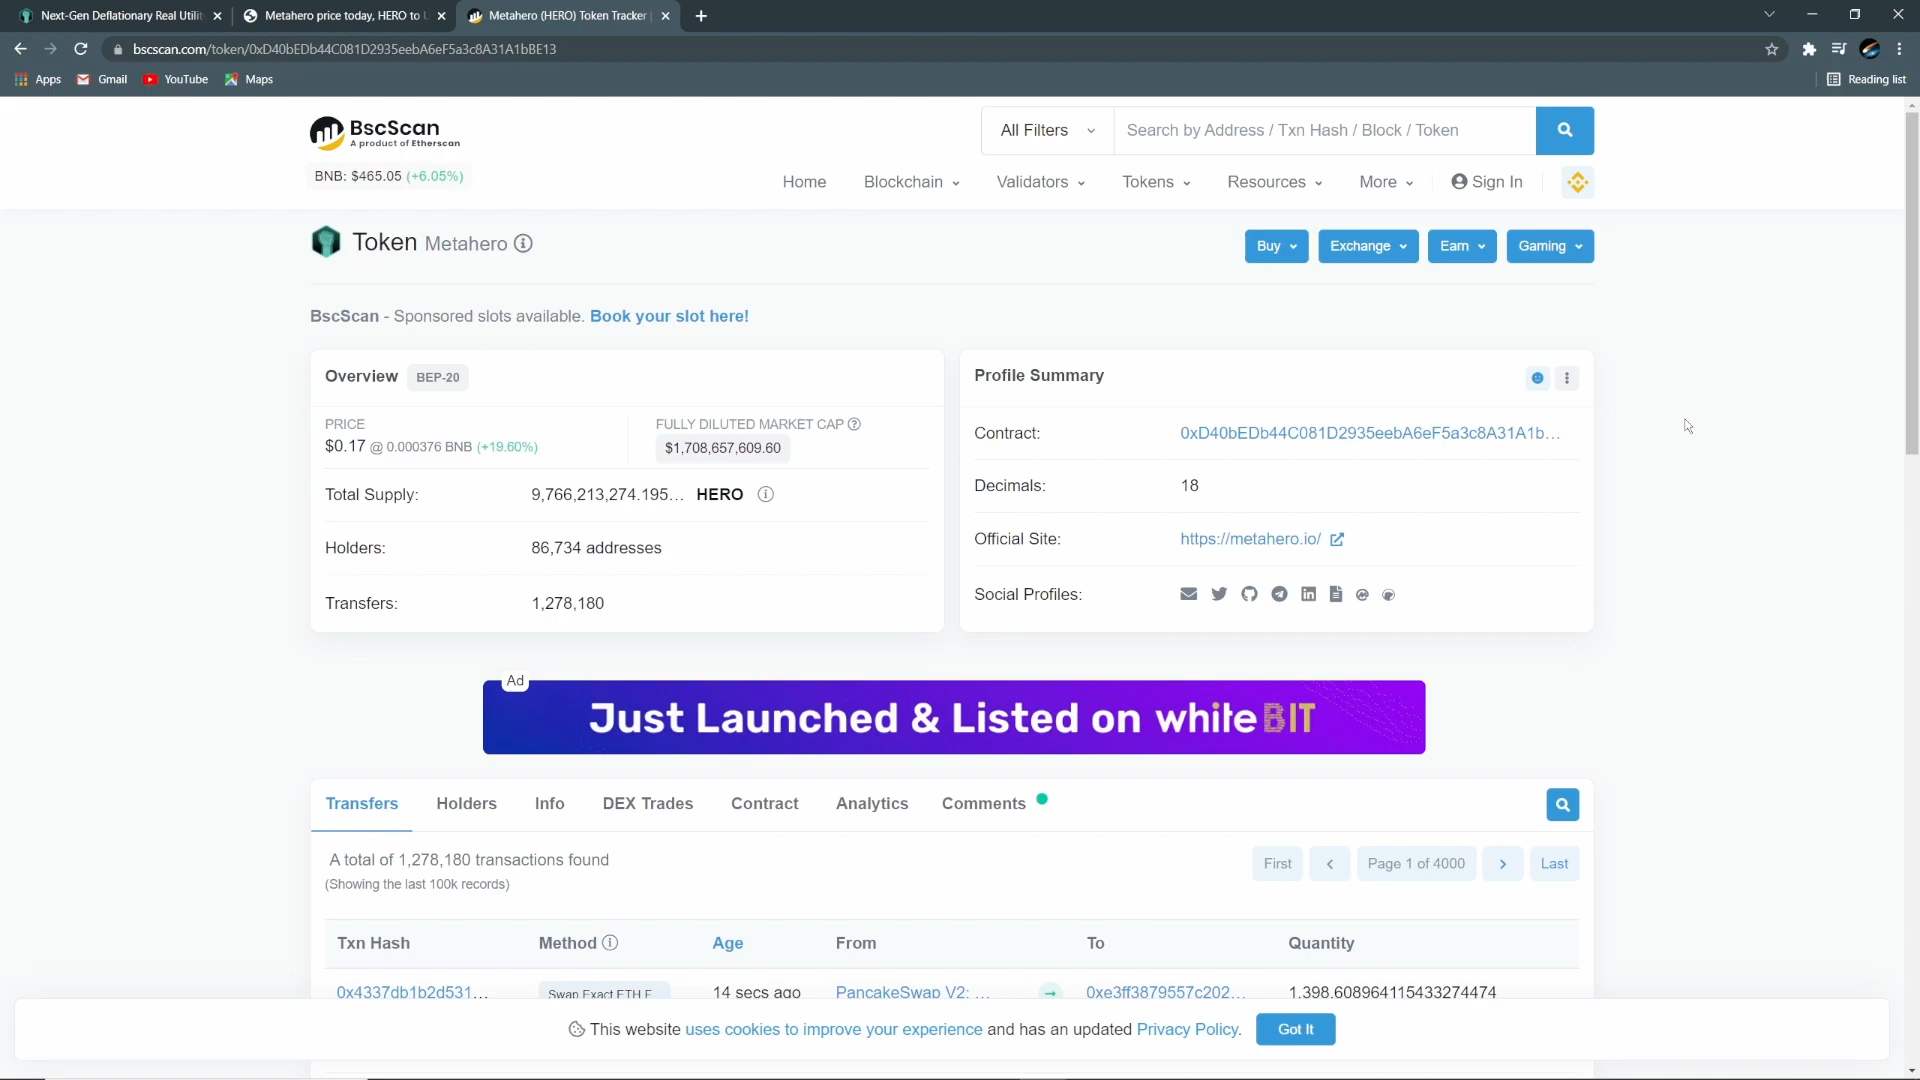 Next-Gen Deflationary Real Utilit
Metahero price today, HERO to U
Metahero (HERO) Token Tracker
bscscan.com/token/0xD40bEDb44C081D2935eebA6eF5a3c8A31A1bBE13
Apps
Gmail
YouTube
Maps
Reading list
BscScan
A product of Etherscan
All Filters
Search by Address / Txn Hash / Block / Token
BNB: $465.05 (+6.05%)
Home
Blockchain
Validators
Tokens
Resources
More
Sign In
Token Metahero
Buy
Exchange
Earn
Gaming
BscScan - Sponsored slots available. Book your slot here!
Overview BEP-20
PRICE
$0.17 @ 0.000376 BNB (+19.60%)
FULLY DILUTED MARKET CAP
$1,708,657,609.60
Total Supply: 9,766,213,274.195... HERO
Holders: 86,734 addresses
Transfers: 1,278,180
Profile Summary
Contract: 0xD40bEDb44C081D2935eebA6eF5a3c8A31A1b...
Decimals: 18
Official Site: https://metahero.io/
Social Profiles:
Ad
Just Launched & Listed on whiteBIT
Transfers
Holders
Info
DEX Trades
Contract
Analytics
Comments
A total of 1,278,180 transactions found
(Showing the last 100k records)
First
Page 1 of 4000
Last
Txn Hash Method Age From To Quantity
0x4337db1b2d531... Swap Exact ETH F... 14 secs ago PancakeSwap V2: ... 0xe3ff3879557c202... 1,398.608964115433274474
This website uses cookies to improve your experience and has an updated Privacy Policy.
Got It